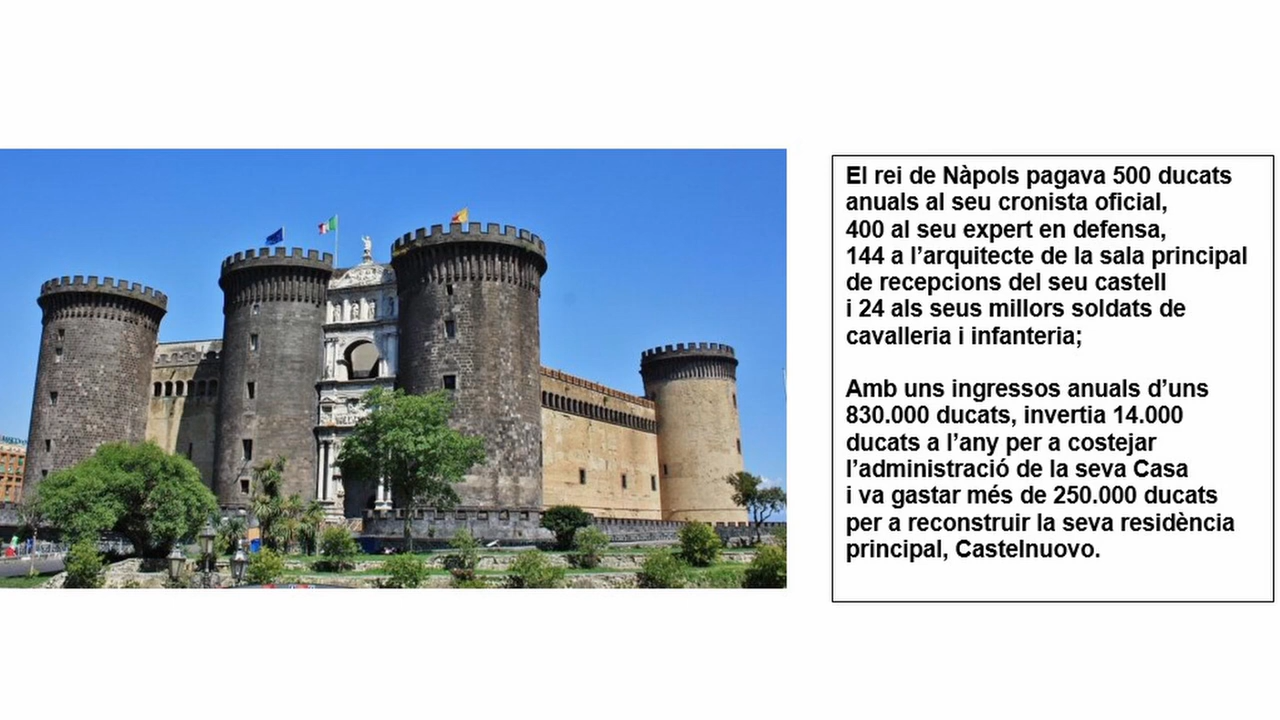 El rei de Nàpols pagava 500 ducats
anuals al seu cronista oficial,
400 al seu expert en defensa,
144 a l’arquitecte de la sala principal
de recepcions del seu castell
i 24 als seus millors soldats de
cavalleria i infanteria;
Amb uns ingressos anuals d’uns
830.000 ducats, invertia 14.000
ducats a l’any per a costejar
l’administració de la seva Casa
i va gastar més de 250.000 ducats
per a reconstruir la seva residència
principal, Castelnuovo.